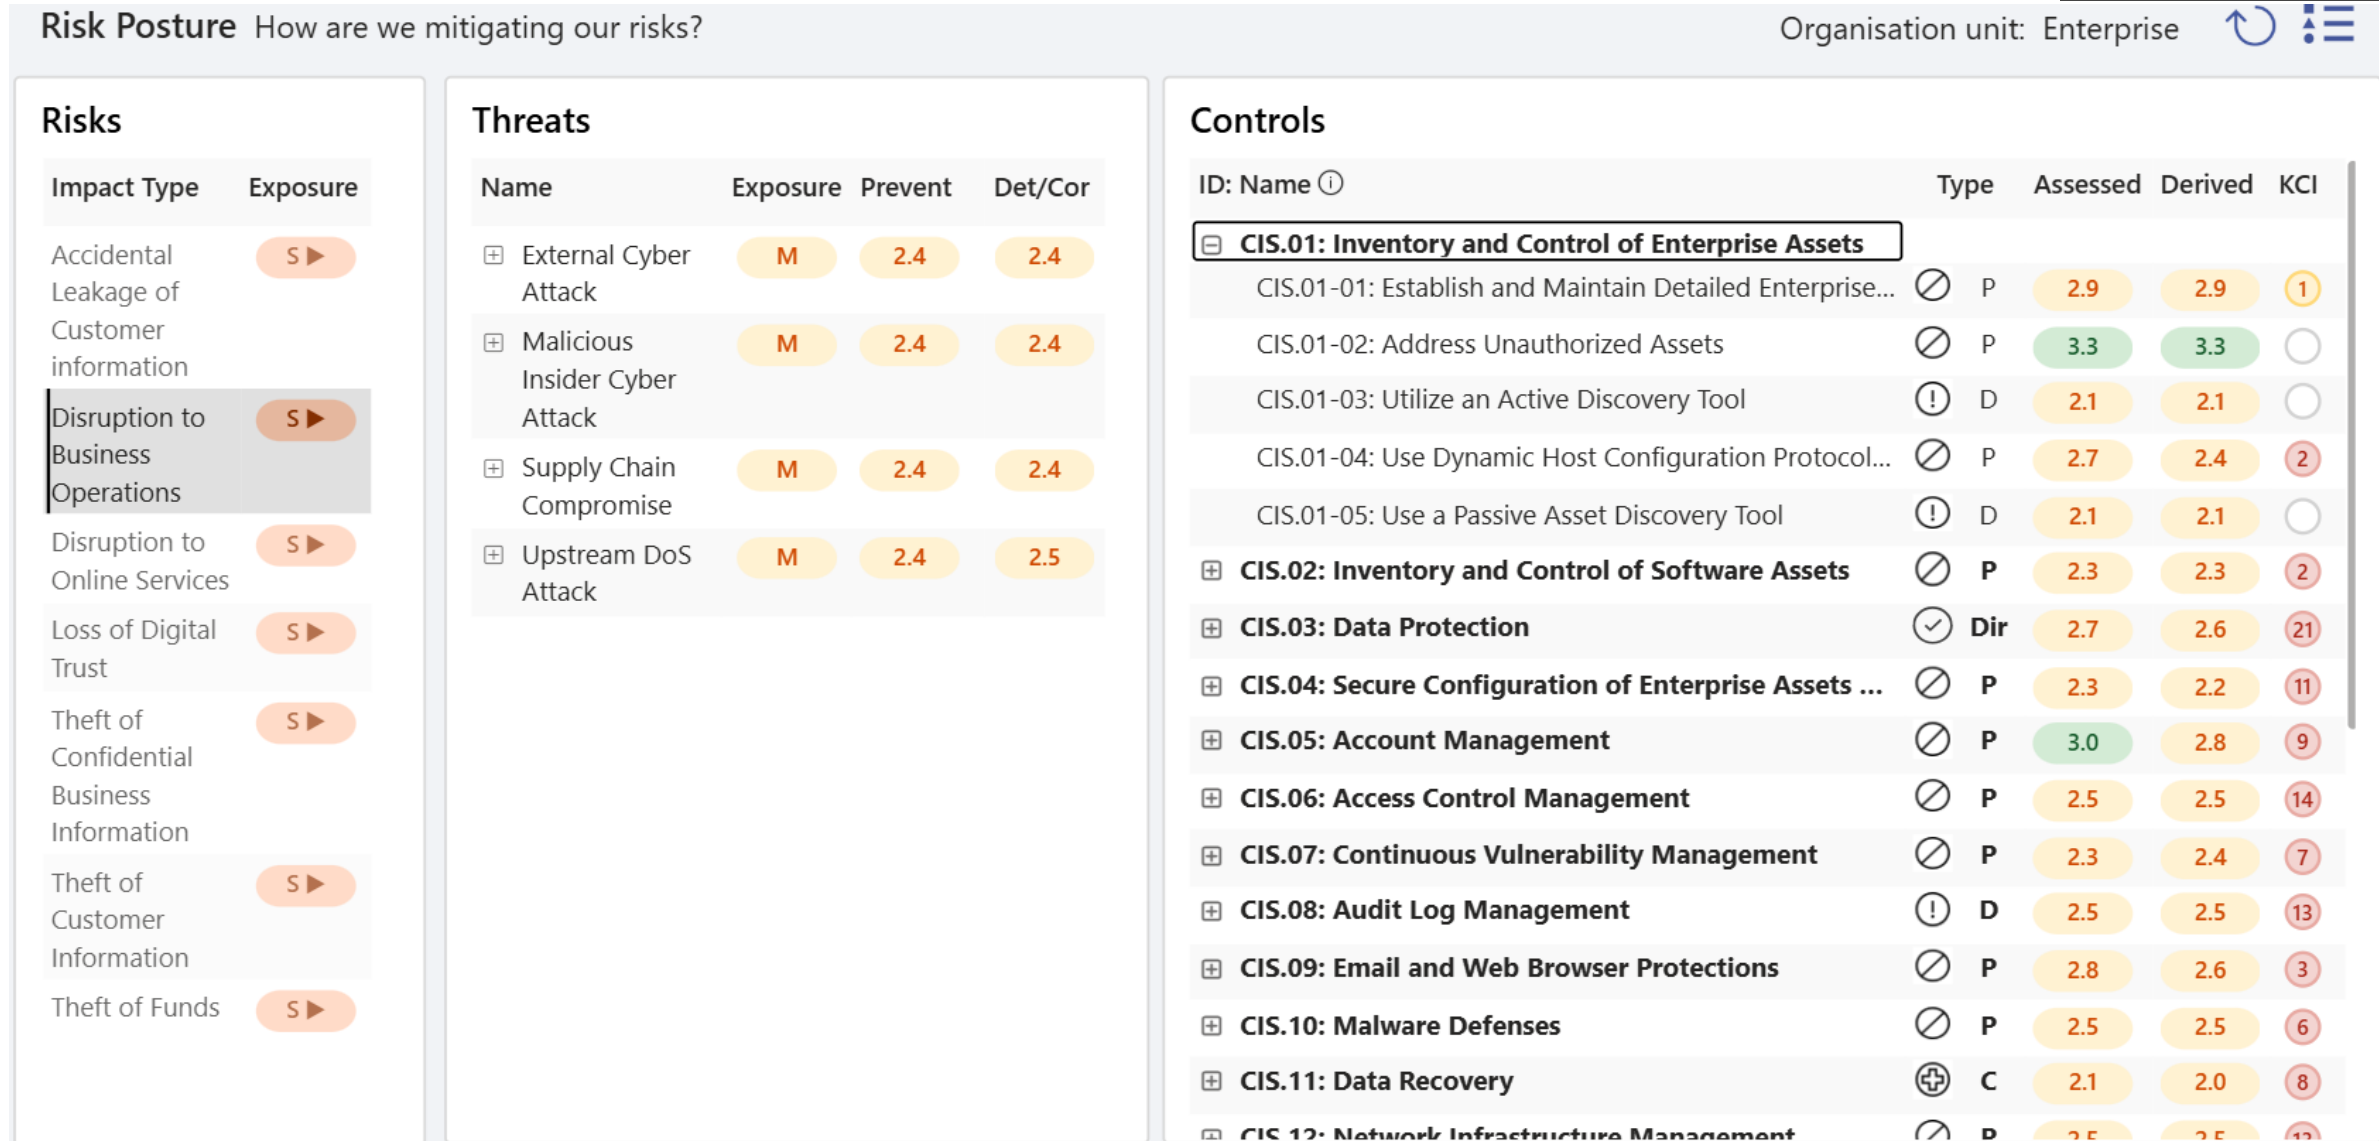 Risk Posture How are we mitigating our risks?
Organisation unit: Enterprise
Risks
Impact Type Exposure
Accidental Leakage of Customer information S ▶
Disruption to Business Operations S ▶
Disruption to Online Services S ▶
Loss of Digital Trust S ▶
Theft of Confidential Business Information S ▶
Theft of Customer Information S ▶
Theft of Funds S ▶
Threats
Name Exposure Prevent Det/Cor
External Cyber Attack M 2.4 2.4
Malicious Insider Cyber Attack M 2.4 2.4
Supply Chain Compromise M 2.4 2.4
Upstream DoS Attack M 2.4 2.5
Controls
ID: Name Type Assessed Derived KCI
CIS.01: Inventory and Control of Enterprise Assets
CIS.01-01: Establish and Maintain Detailed Enterprise... P 2.9 2.9 1
CIS.01-02: Address Unauthorized Assets P 3.3 3.3
CIS.01-03: Utilize an Active Discovery Tool D 2.1 2.1
CIS.01-04: Use Dynamic Host Configuration Protocol... P 2.7 2.4 2
CIS.01-05: Use a Passive Asset Discovery Tool D 2.1 2.1
CIS.02: Inventory and Control of Software Assets P 2.3 2.3 2
CIS.03: Data Protection Dir 2.7 2.6 21
CIS.04: Secure Configuration of Enterprise Assets ... P 2.3 2.2 11
CIS.05: Account Management P 3.0 2.8 9
CIS.06: Access Control Management P 2.5 2.5 14
CIS.07: Continuous Vulnerability Management P 2.3 2.4 7
CIS.08: Audit Log Management D 2.5 2.5 13
CIS.09: Email and Web Browser Protections P 2.8 2.6 3
CIS.10: Malware Defenses P 2.5 2.5 6
CIS.11: Data Recovery C 2.1 2.0 8
CIS.12: Network Infrastructure Management P